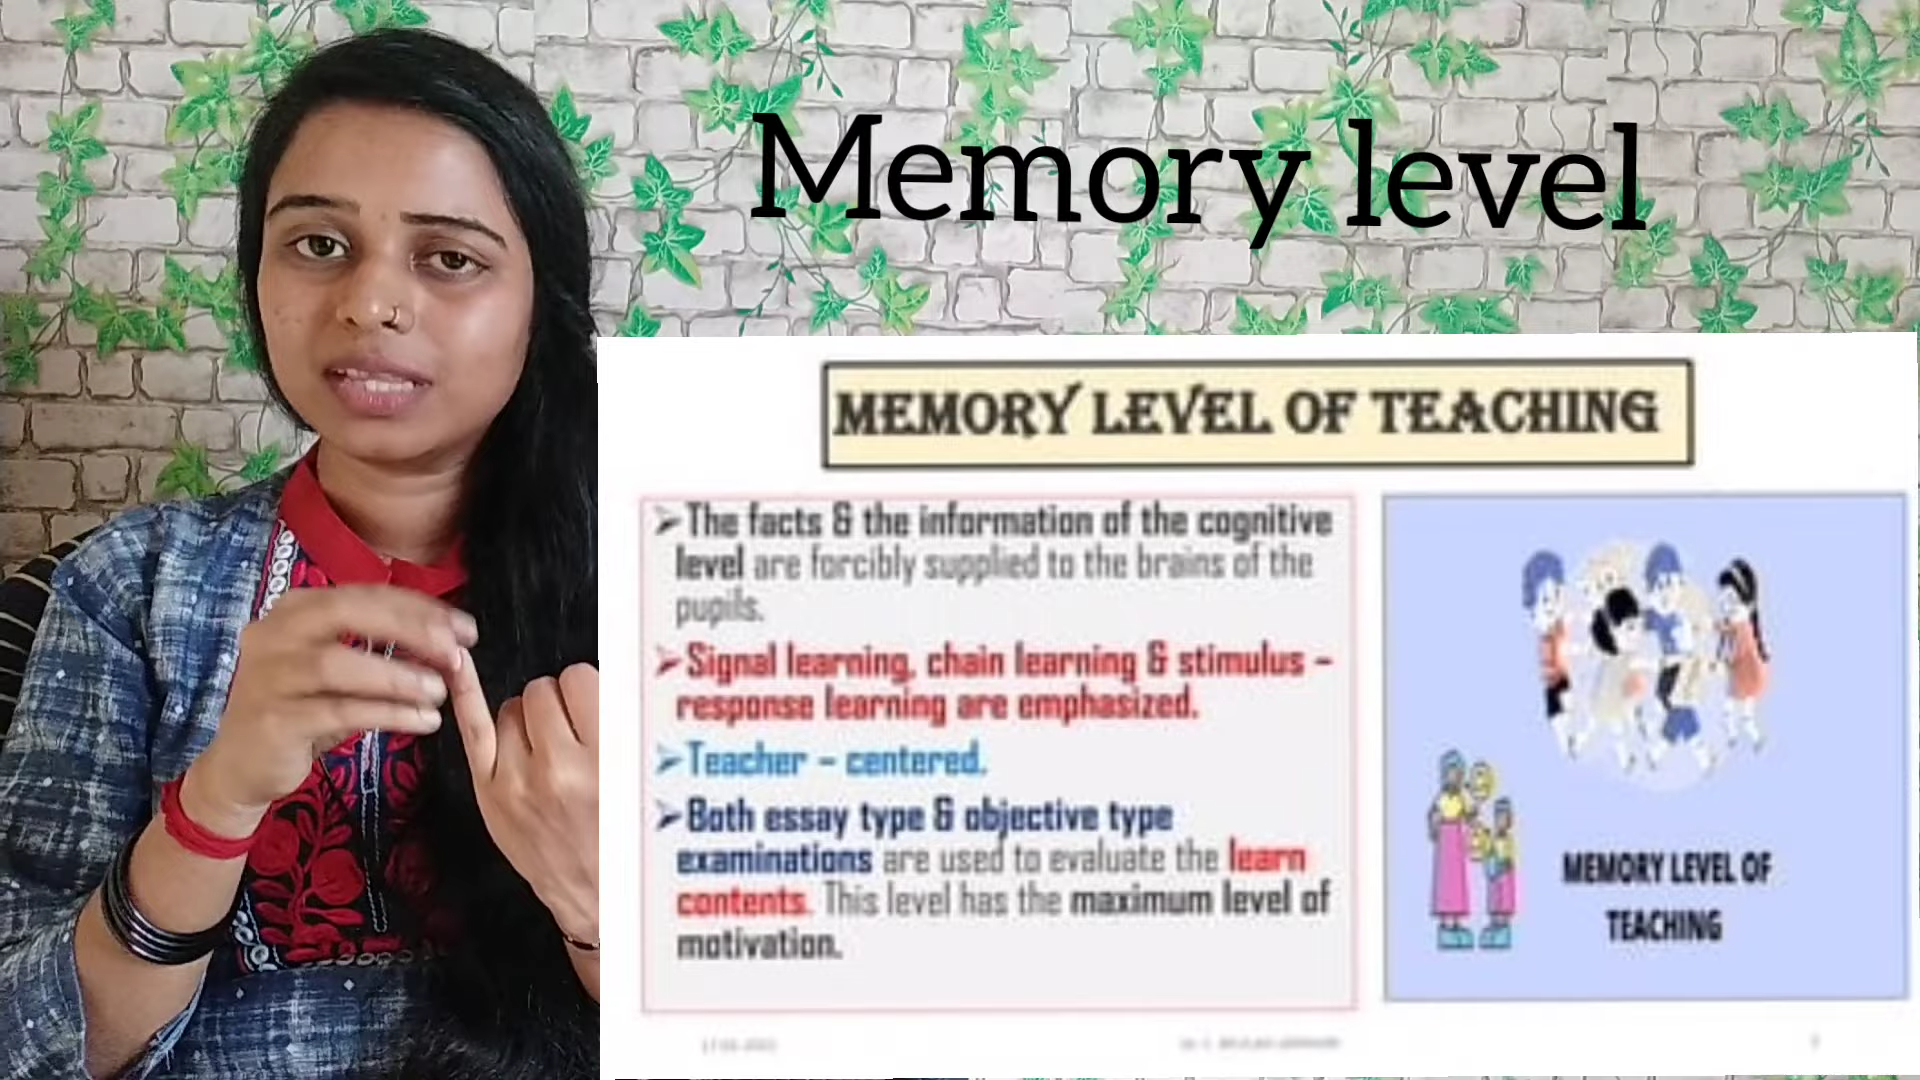 Memory level
MEMORY LEVEL OF TEACHING
➢The facts & the information of the cognitive
level are forcibly supplied to the brains of the
pupils.
➢Signal learning, chain learning & stimulus –
response learning are emphasized.
➢Teacher – centered.
➢Both essay type & objective type
examinations are used to evaluate the learn
contents. This level has the maximum level of
motivation.
MEMORY LEVEL OF
TEACHING